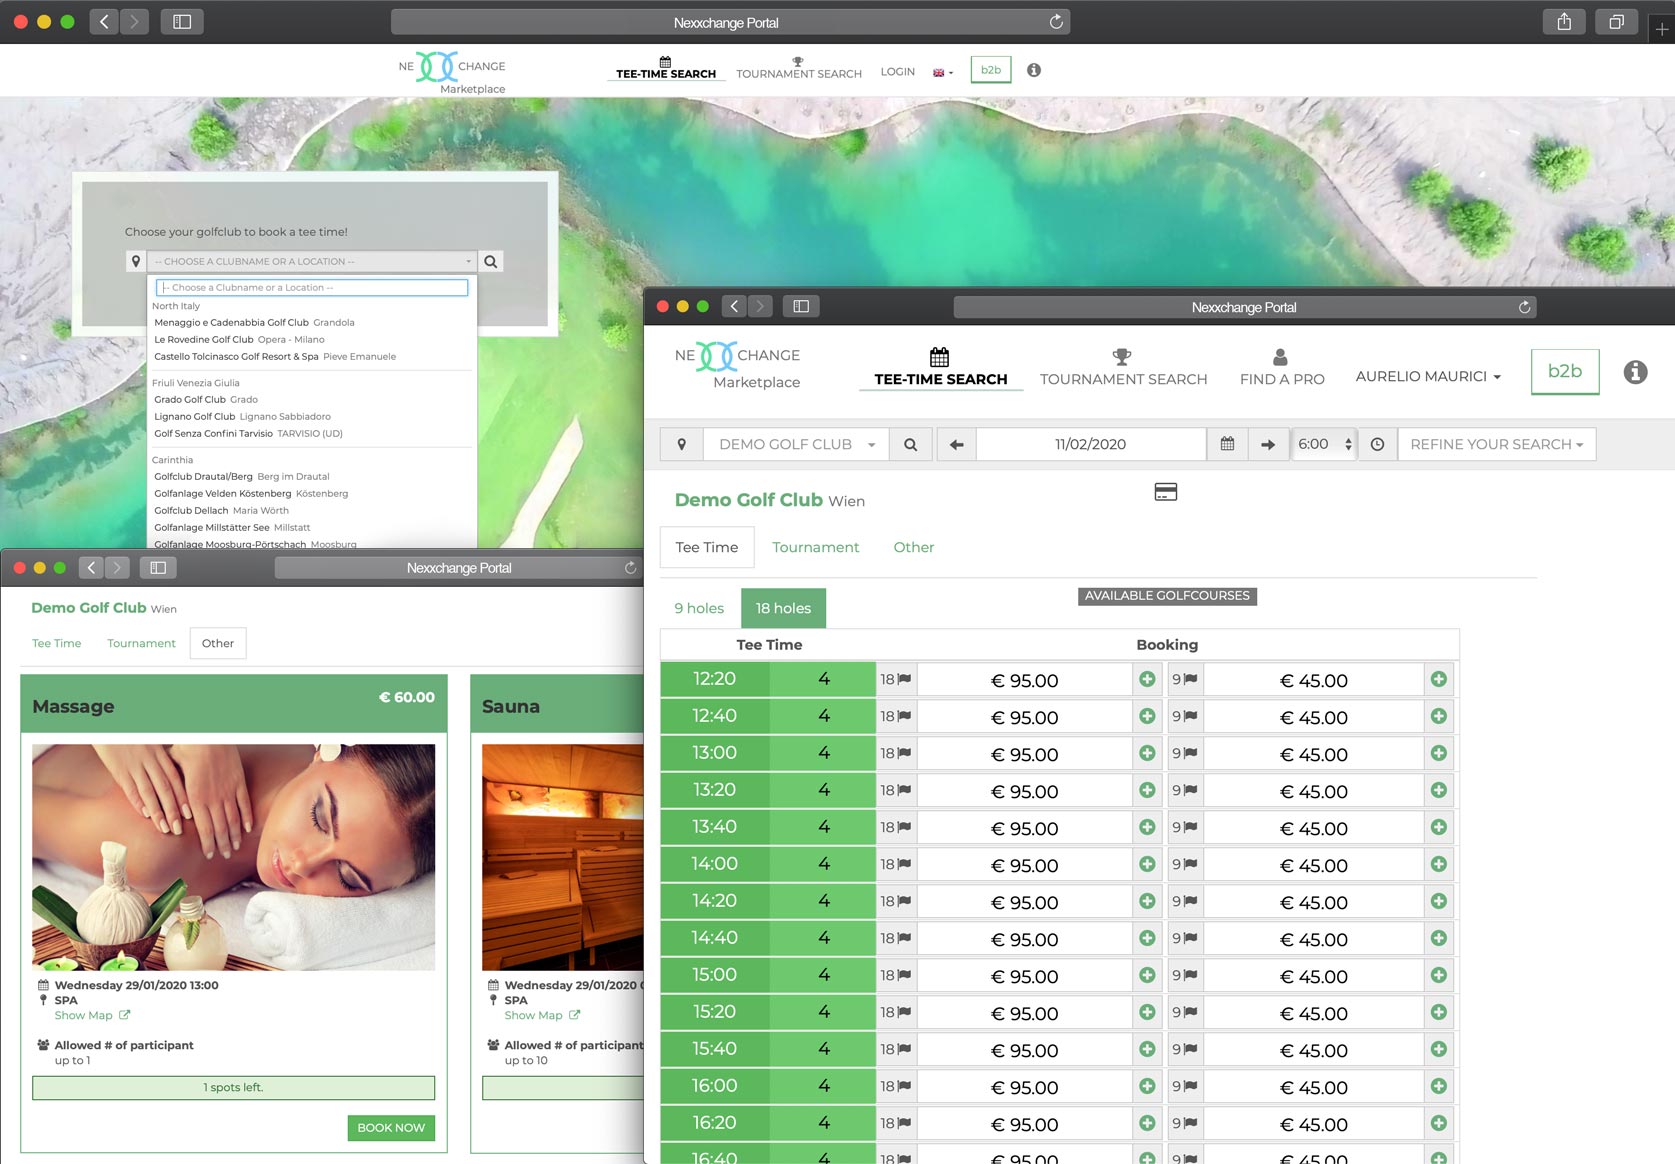 Nexxchange Portal
NE CHANGE
Marketplace
TEE-TIME SEARCH
TOURNAMENT SEARCH
LOGIN
b2b
Choose your golfclub to book a tee time!
-- CHOOSE A CLUBNAME OR A LOCATION --
-- Choose a Clubname or a Location --
North Italy
Menaggio e Cadenabbia Golf Club Grandola
Le Rovedine Golf Club Opera - Milano
Castello Tolcinasco Golf Resort & Spa Pieve Emanuele
Friuli Venezia Giulia
Grado Golf Club Grado
Lignano Golf Club Lignano Sabbiadoro
Golf Senza Confini Tarvisio TARVISIO (UD)
Carinthia
Golfclub Drautal/Berg Berg im Drautal
Golfanlage Velden Köstenberg Köstenberg
Golfclub Dellach Maria Wörth
Golfanlage Millstätter See Millstatt
Golfanlage Moosburg-Pörtschach Moosburg
Nexxchange Portal
Demo Golf Club Wien
Tee Time
Tournament
Other
Massage
€ 60.00
Wednesday 29/01/2020 13:00
SPA
Show Map
Allowed # of participant
up to 1
1 spots left.
BOOK NOW
Sauna
Wednesday 29/01/2020
SPA
Show Map
Allowed # of participant
up to 10
Nexxchange Portal
NE CHANGE
Marketplace
TEE-TIME SEARCH
TOURNAMENT SEARCH
FIND A PRO
AURELIO MAURICI
b2b
DEMO GOLF CLUB
11/02/2020
6:00
REFINE YOUR SEARCH
Demo Golf Club Wien
Tee Time
Tournament
Other
9 holes
18 holes
AVAILABLE GOLFCOURSES
Tee Time
Booking
12:20 4 18 € 95.00 9 € 45.00
12:40 4 18 € 95.00 9 € 45.00
13:00 4 18 € 95.00 9 € 45.00
13:20 4 18 € 95.00 9 € 45.00
13:40 4 18 € 95.00 9 € 45.00
14:00 4 18 € 95.00 9 € 45.00
14:20 4 18 € 95.00 9 € 45.00
14:40 4 18 € 95.00 9 € 45.00
15:00 4 18 € 95.00 9 € 45.00
15:20 4 18 € 95.00 9 € 45.00
15:40 4 18 € 95.00 9 € 45.00
16:00 4 18 € 95.00 9 € 45.00
16:20 4 18 € 95.00 9 € 45.00
16:40 4 18 € 95.00 9 € 45.00